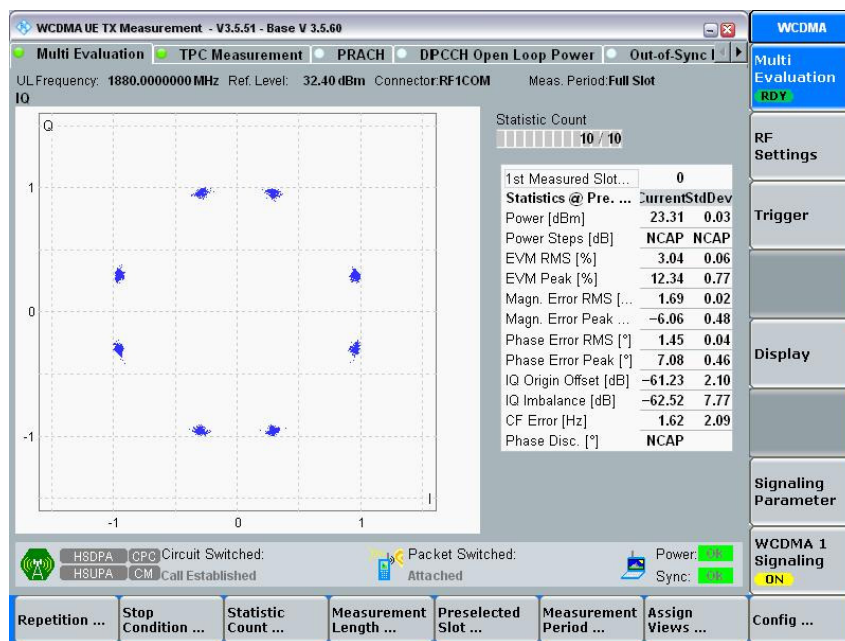 WCDMA UE TX Measurement - V3.5.51 - Base V 3.5.60
WCDMA
Multi Evaluation TPC Measurement PRACH DPCCH Open Loop Power Out-of-Sync
UL Frequency: 1880.0000000 MHz Ref. Level: 32.40 dBm Connector:RF1COM Meas. Period:Full Slot
IQ
Q
1
0
-1
-1 0 1
I
Statistic Count
10 / 10
1st Measured Slot... 0
Statistics @ Pre. ... Current StdDev
Power [dBm] 23.31 0.03
Power Steps [dB] NCAP NCAP
EVM RMS [%] 3.04 0.06
EVM Peak [%] 12.34 0.77
Magn. Error RMS [... 1.69 0.02
Magn. Error Peak ... -6.06 0.48
Phase Error RMS [°] 1.45 0.04
Phase Error Peak [°] 7.08 0.46
IQ Origin Offset [dB] -61.23 2.10
IQ Imbalance [dB] -62.52 7.77
CF Error [Hz] 1.62 2.09
Phase Disc. [°] NCAP
Multi
Evaluation
RDY
RF
Settings
Trigger
Display
Signaling
Parameter
WCDMA 1
Signaling
ON
HSDPA CPC Circuit Switched: Packet Switched: Power: OK
HSUPA CM Call Established Attached Sync: OK
Repetition ...
Stop
Condition ...
Statistic
Count ...
Measurement
Length ...
Preselected
Slot ...
Measurement
Period ...
Assign
Views ...
Config ...